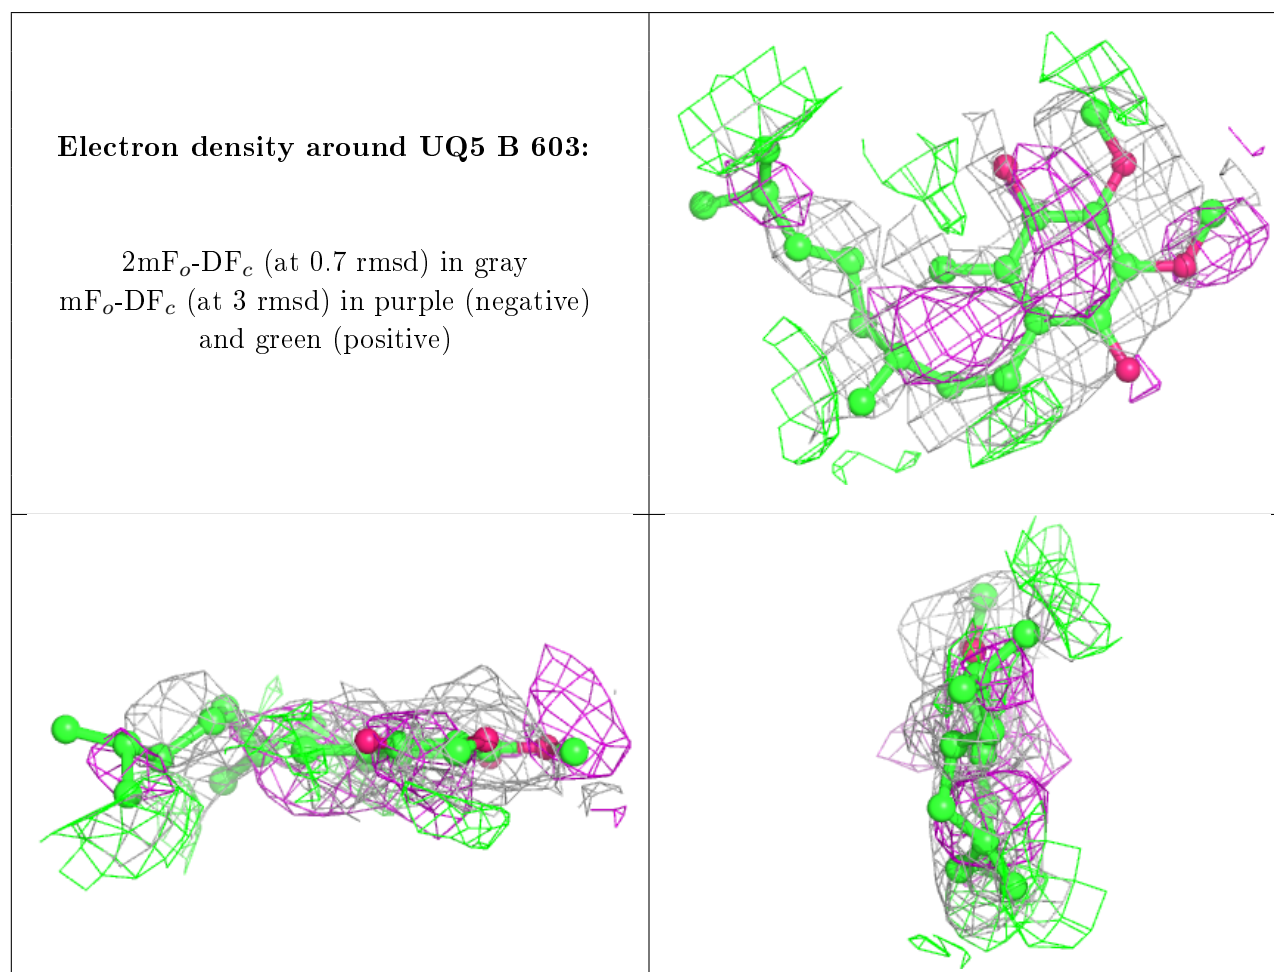 Electron density around UQ5 B 603:
2mFₒ-DF𝒸 (at 0.7 rmsd) in gray
mFₒ-DF𝒸 (at 3 rmsd) in purple (negative)
and green (positive)